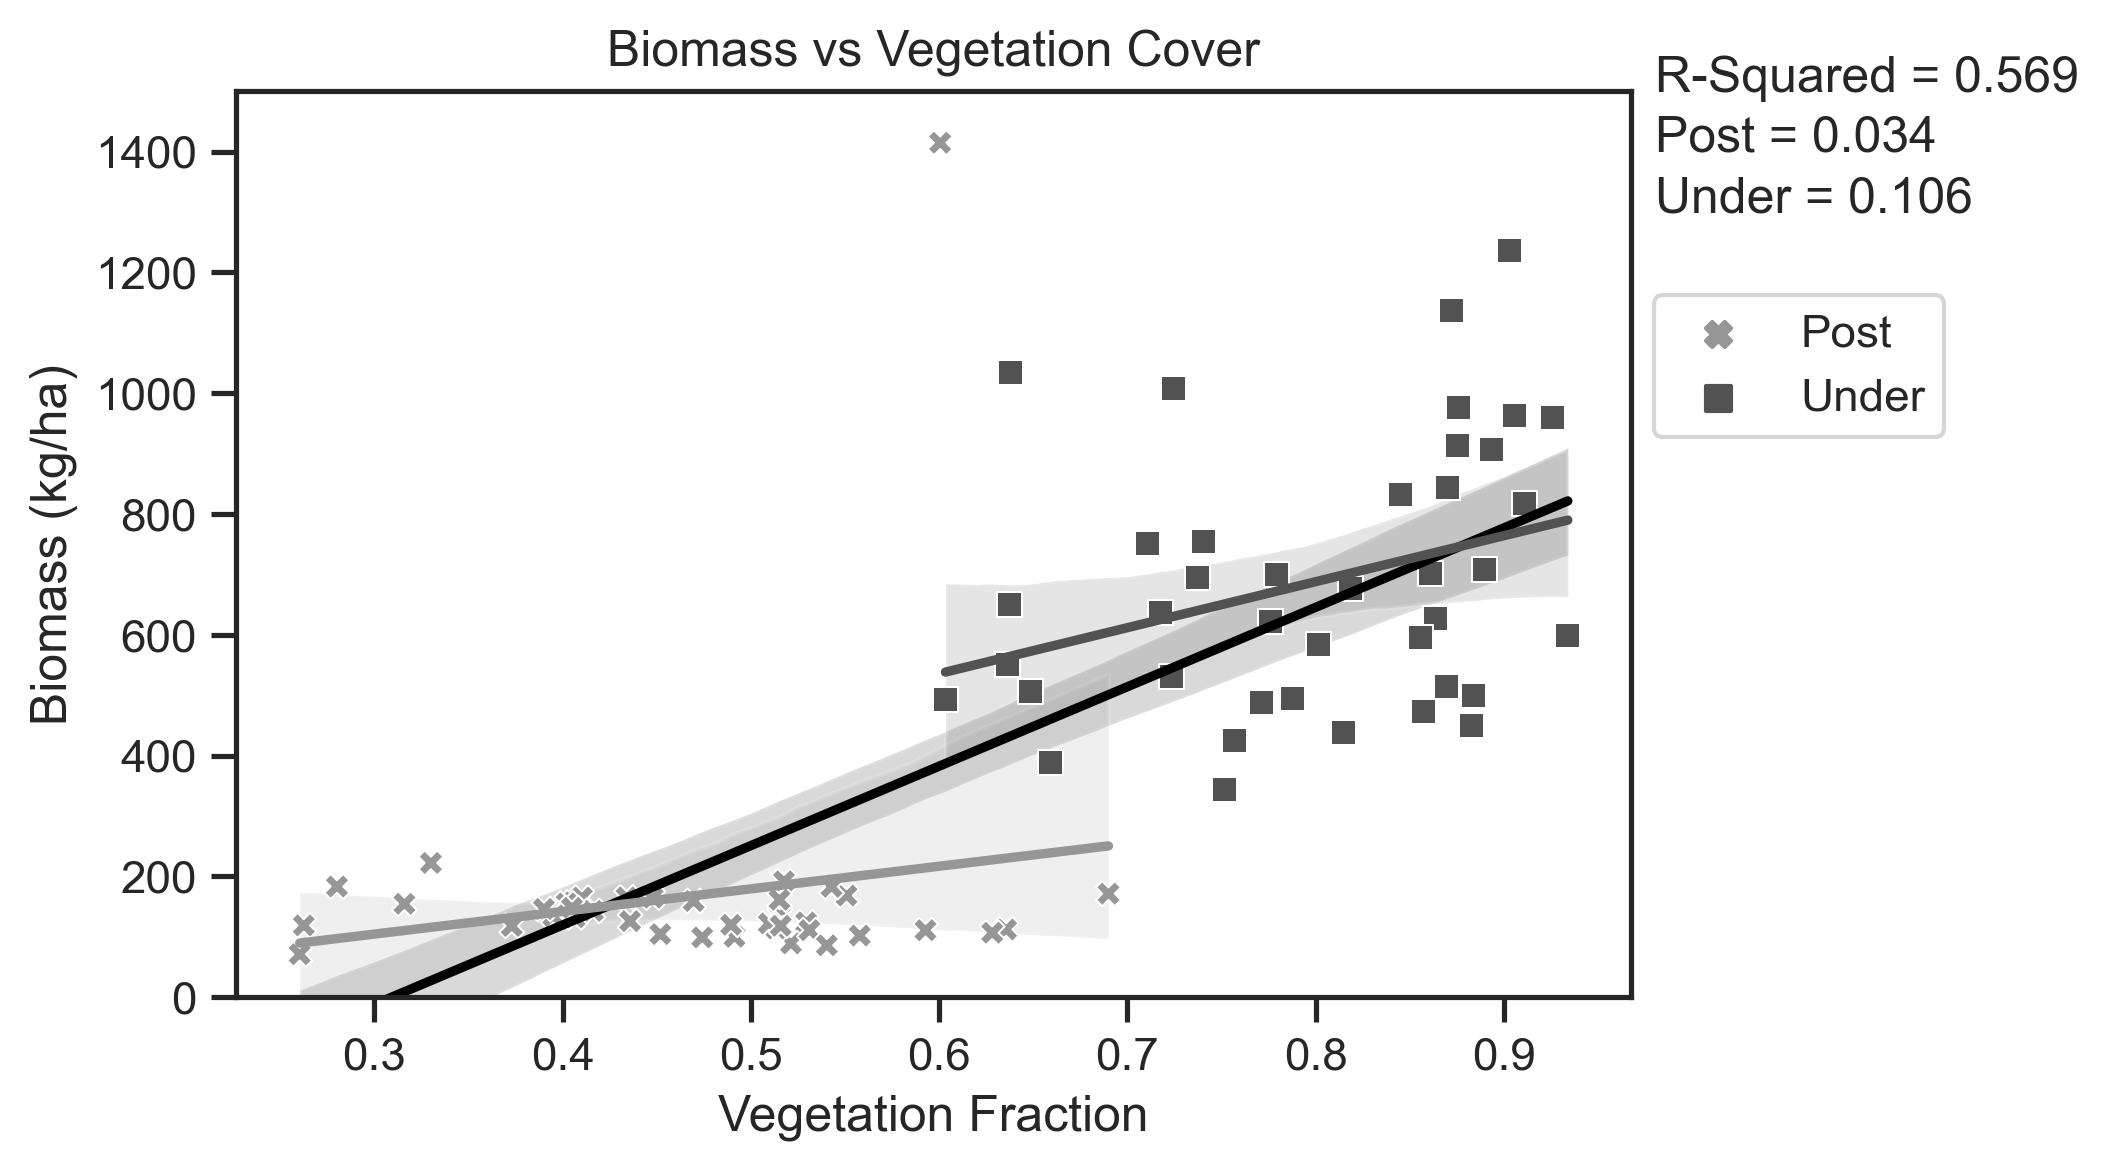 Biomass vs Vegetation Cover
R-Squared = 0.569
Post = 0.034
Under = 0.106
Post
Under
Biomass (kg/ha)
1400
1200
1000
800
600
400
200
0
0.3 0.4 0.5 0.6 0.7 0.8 0.9
Vegetation Fraction